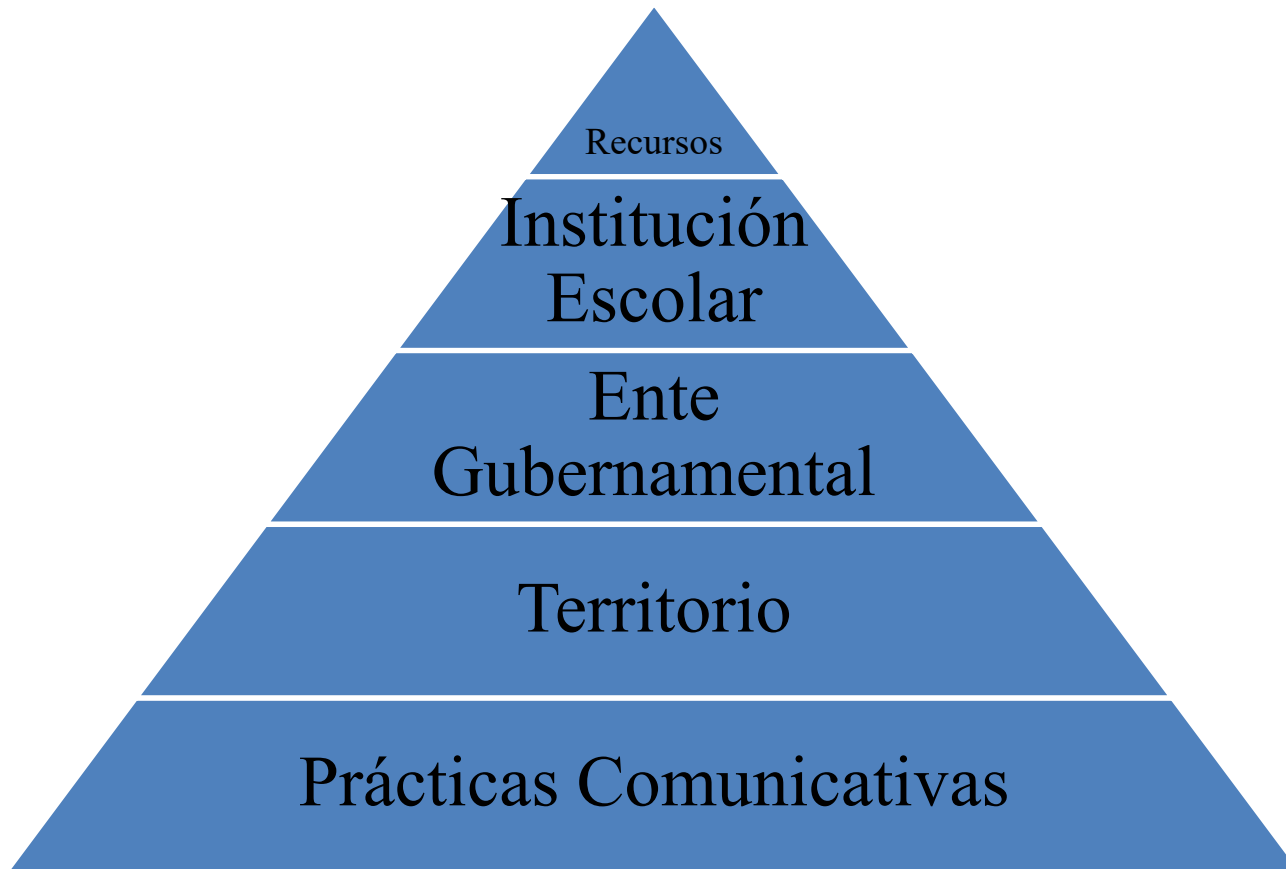 Recursos
Institución
Escolar
Ente
Gubernamental
Territorio
Prácticas Comunicativas